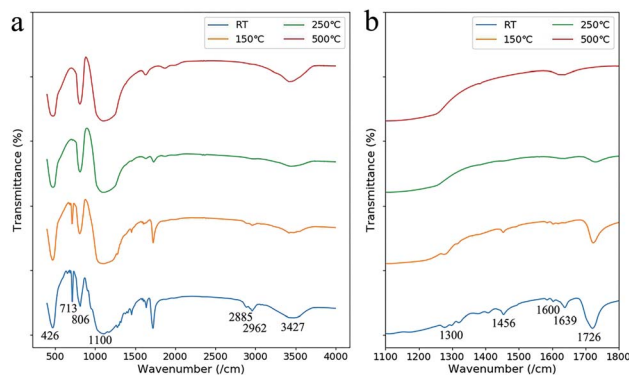 a
b
RT
150℃
250℃
500℃
RT
150℃
250℃
500℃
Transmittance (%)
Transmittance (%)
713
806
426
1100
2885
2962
3427
1300
1456
1600
1639
1726
500 1000 1500 2000 2500 3000 3500 4000
1100 1200 1300 1400 1500 1600 1700 1800
Wavenumber (/cm)
Wavenumber (/cm)